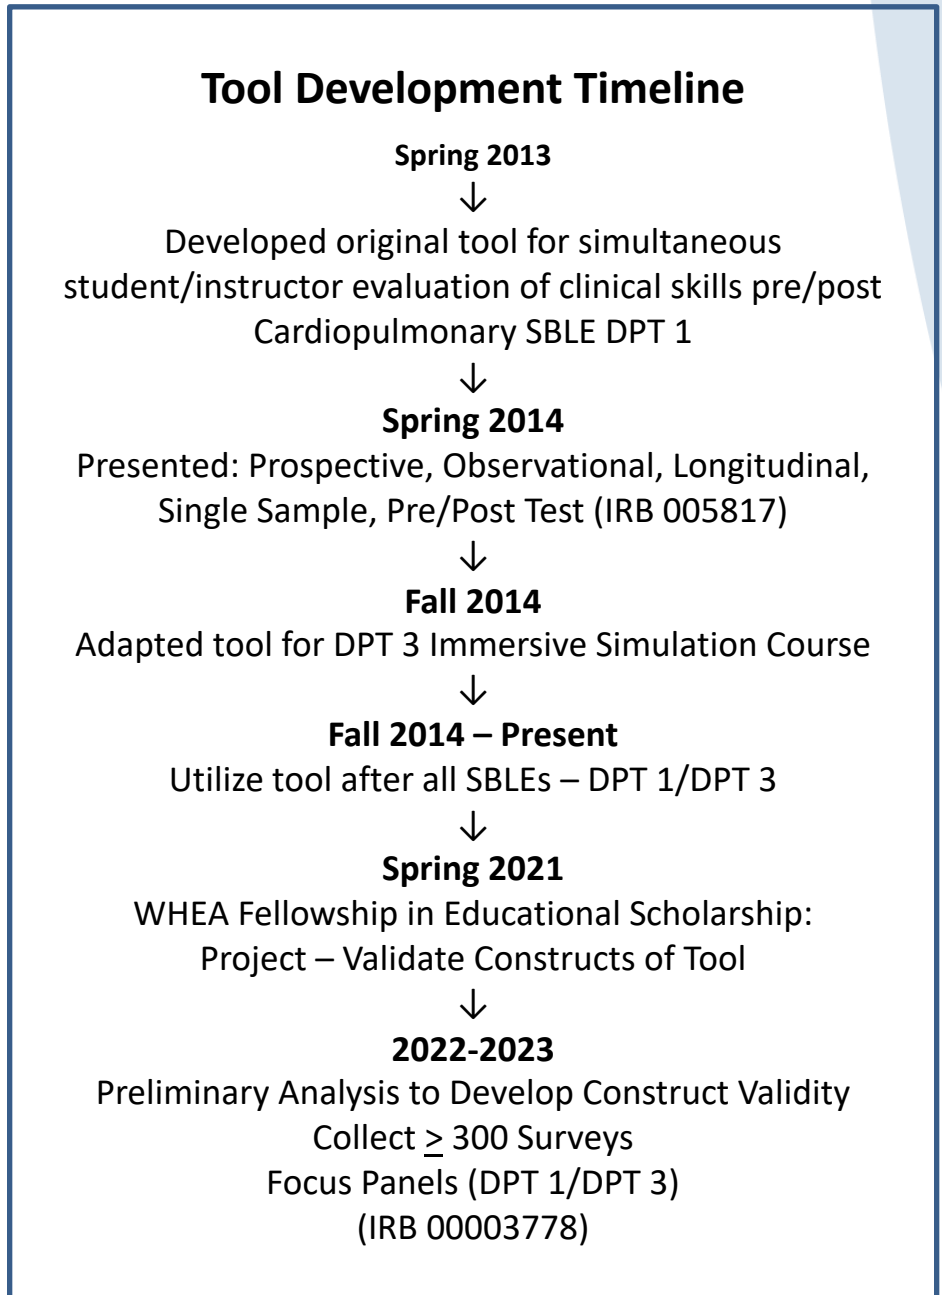 Tool Development Timeline
Spring 2013
↓
Developed original tool for simultaneous
student/instructor evaluation of clinical skills pre/post
Cardiopulmonary SBLE DPT 1
↓
Spring 2014
Presented: Prospective, Observational, Longitudinal,
Single Sample, Pre/Post Test (IRB 005817)
↓
Fall 2014
Adapted tool for DPT 3 Immersive Simulation Course
↓
Fall 2014 – Present
Utilize tool after all SBLEs – DPT 1/DPT 3
↓
Spring 2021
WHEA Fellowship in Educational Scholarship:
Project – Validate Constructs of Tool
↓
2022-2023
Preliminary Analysis to Develop Construct Validity
Collect ≥ 300 Surveys
Focus Panels (DPT 1/DPT 3)
(IRB 00003778)